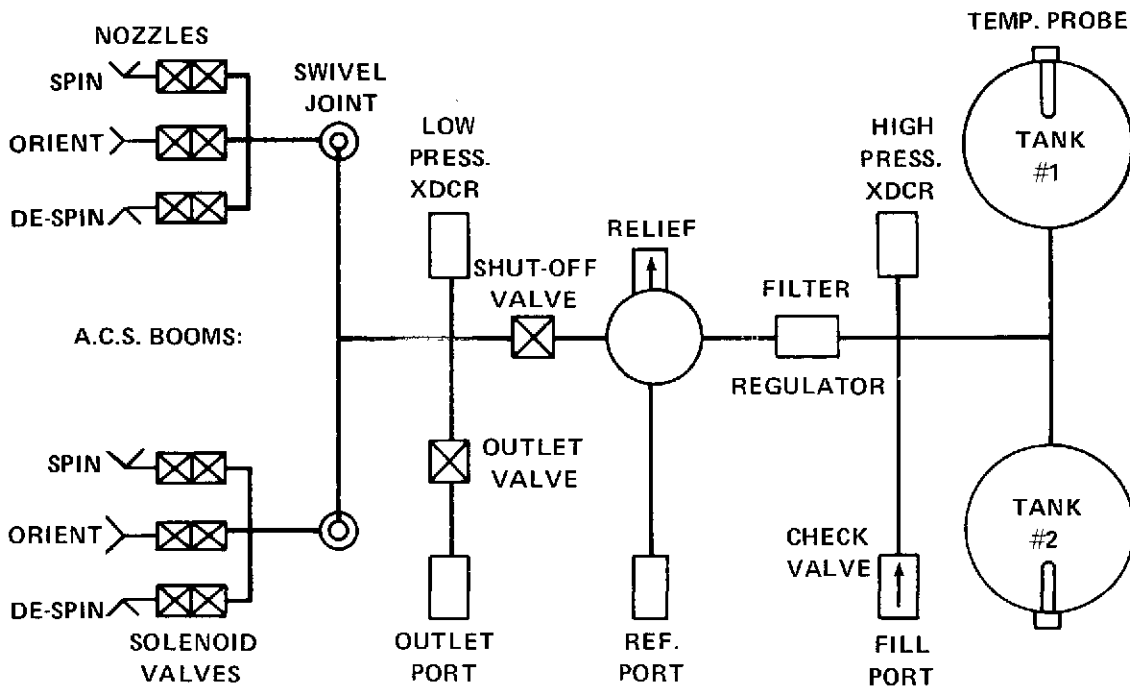 NOZZLES
SPIN
ORIENT
DE-SPIN
SWIVEL
JOINT
LOW
PRESS.
XDCR
SHUT-OFF
VALVE
RELIEF
FILTER
REGULATOR
HIGH
PRESS.
XDCR
TEMP. PROBE
TANK
#1
A.C.S. BOOMS:
SPIN
ORIENT
DE-SPIN
SOLENOID
VALVES
OUTLET
VALVE
OUTLET
PORT
REF.
PORT
CHECK
VALVE
FILL
PORT
TANK
#2